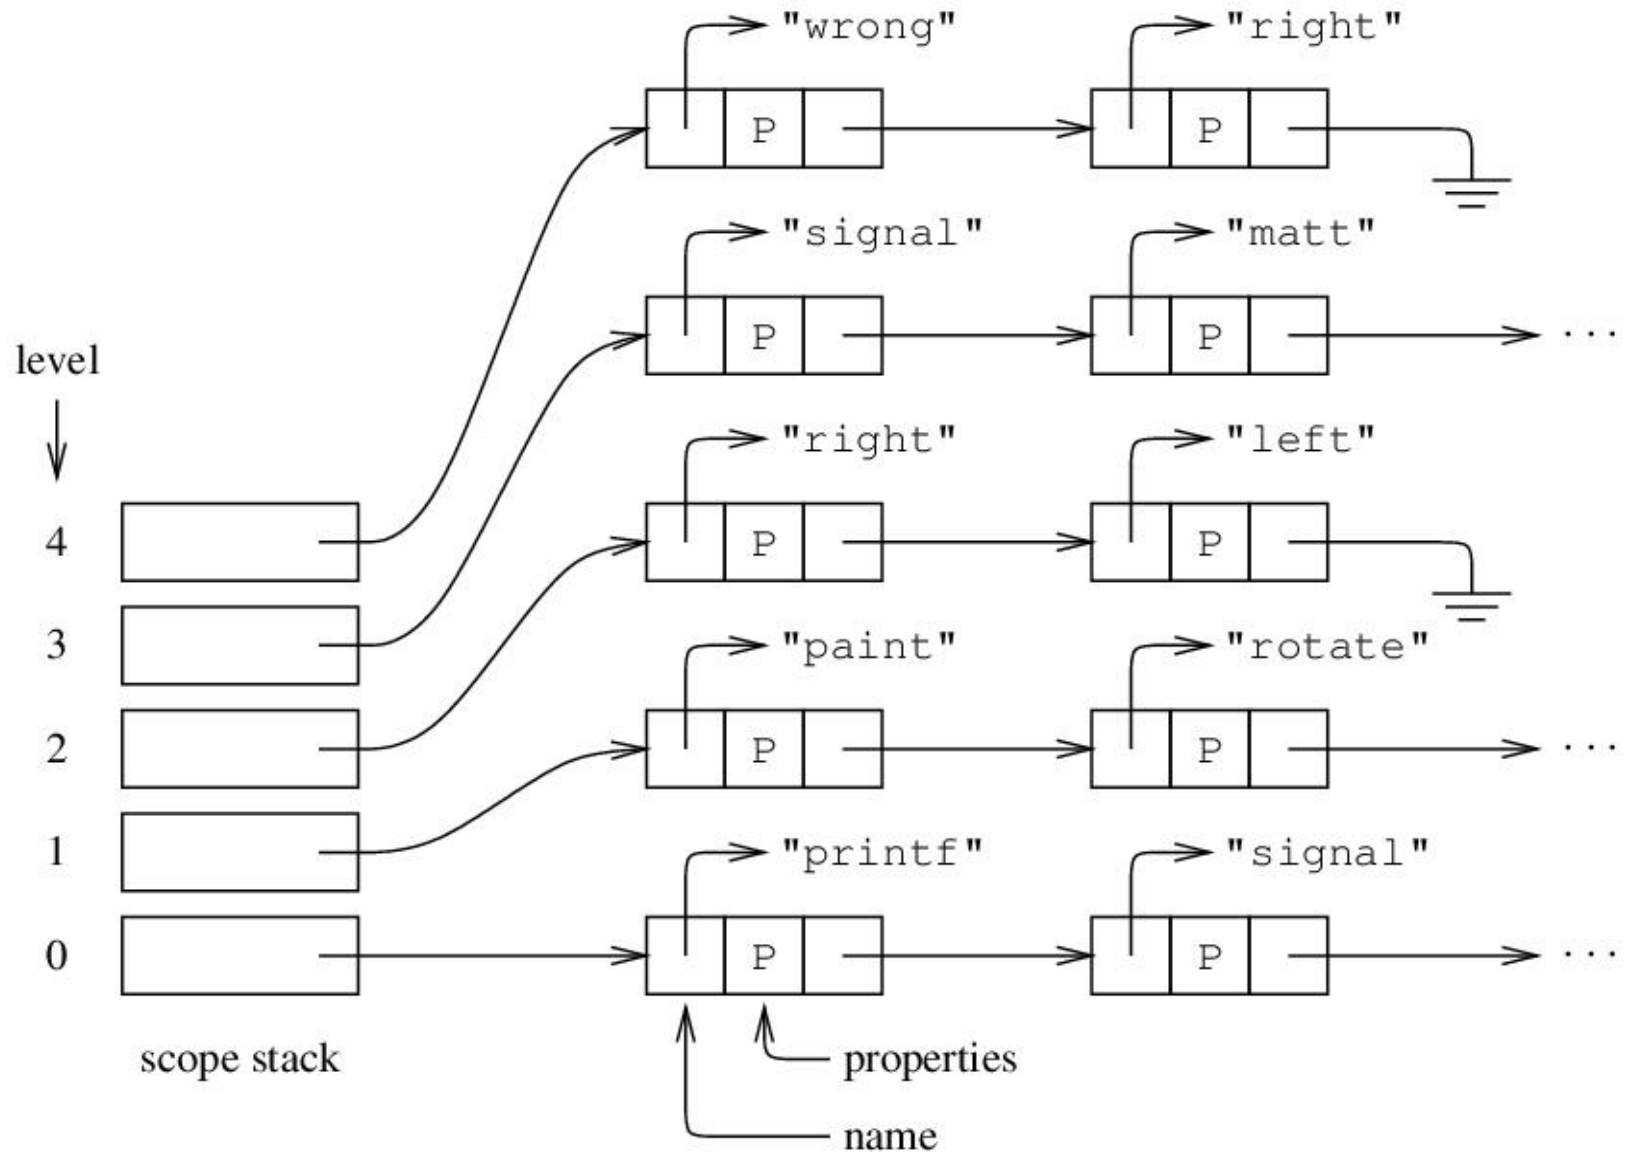 "wrong" "right"
P P
"signal" "matt"
P P ...
level
"right" "left"
4 P P
3 "paint" "rotate"
2 P P ...
1 "printf" "signal"
0 P P ...
scope stack properties
name